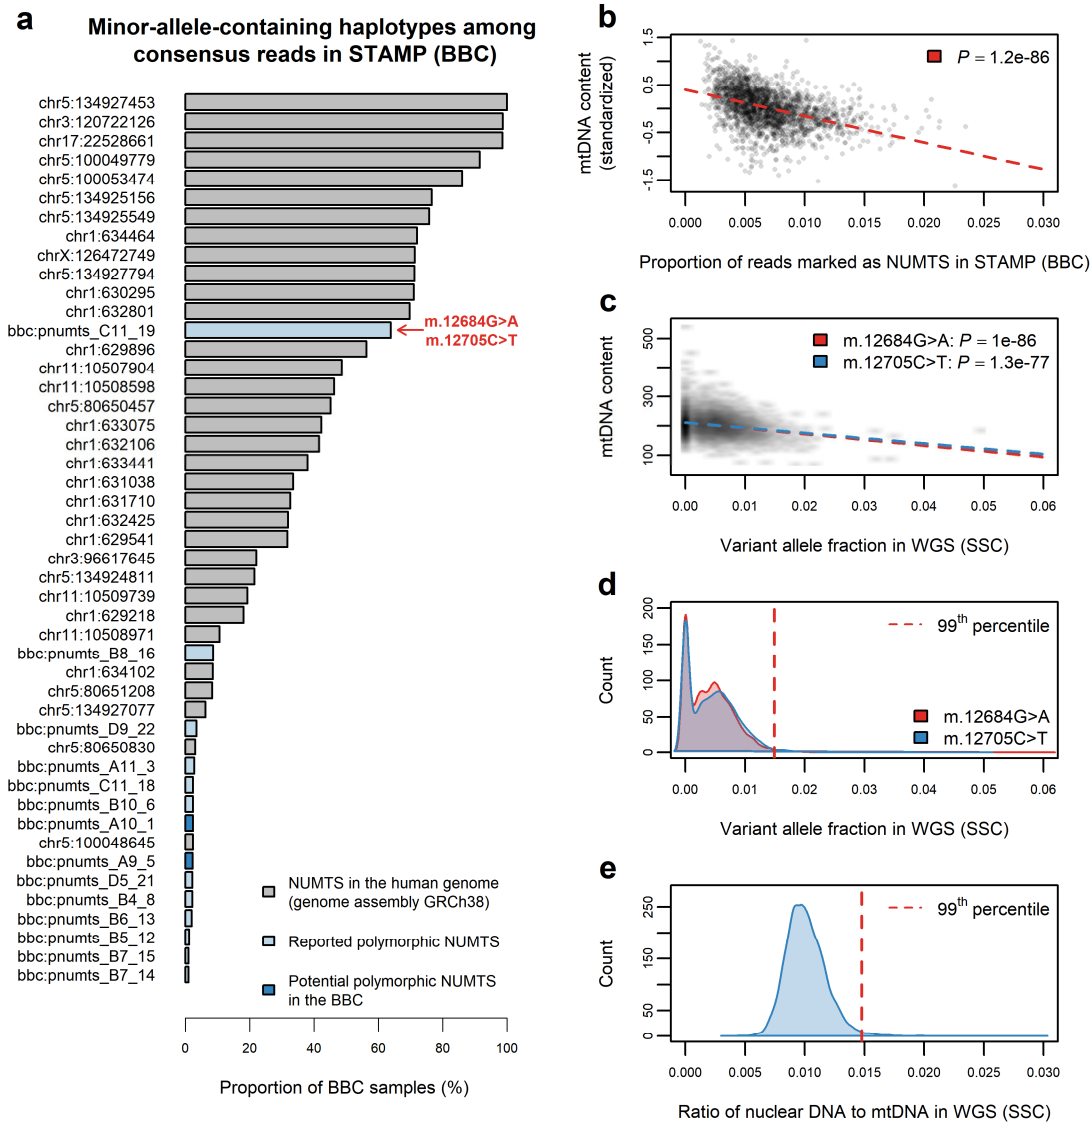 a
Minor-allele-containing haplotypes among
consensus reads in STAMP (BBC)
chr5:134927453
chr3:120722126
chr17:22528661
chr5:100049779
chr5:100053474
chr5:134925156
chr5:134925549
chr1:634464
chrX:126472749
chr5:134927794
chr1:630295
chr1:632801
bbc:pnumts_C11_19
m.12684G>A
m.12705C>T
chr1:629896
chr11:10507904
chr11:10508598
chr5:80650457
chr1:633075
chr1:632106
chr1:633441
chr1:631038
chr1:631710
chr1:632425
chr1:629541
chr3:96617645
chr5:134924811
chr11:10509739
chr1:629218
chr11:10508971
bbc:pnumts_B8_16
chr1:634102
chr5:80651208
chr5:134927077
bbc:pnumts_D9_22
chr5:80650830
bbc:pnumts_A11_3
bbc:pnumts_C11_18
bbc:pnumts_B10_6
bbc:pnumts_A10_1
chr5:100048645
bbc:pnumts_A9_5
bbc:pnumts_D5_21
bbc:pnumts_B4_8
bbc:pnumts_B6_13
bbc:pnumts_B5_12
bbc:pnumts_B7_15
bbc:pnumts_B7_14
NUMTS in the human genome
(genome assembly GRCh38)
Reported polymorphic NUMTS
Potential polymorphic NUMTS
in the BBC
0 20 40 60 80 100
Proportion of BBC samples (%)
b
mtDNA content
(standardized)
1.5
0.5
-0.5
-1.5
P = 1.2e-86
0.000 0.005 0.010 0.015 0.020 0.025 0.030
Proportion of reads marked as NUMTS in STAMP (BBC)
c
mtDNA content
500
300
100
m.12684G>A: P = 1e-86
m.12705C>T: P = 1.3e-77
0.00 0.01 0.02 0.03 0.04 0.05 0.06
Variant allele fraction in WGS (SSC)
d
Count
200
150
100
50
0
99th percentile
m.12684G>A
m.12705C>T
0.00 0.01 0.02 0.03 0.04 0.05 0.06
Variant allele fraction in WGS (SSC)
e
Count
250
150
50
0
99th percentile
0.000 0.005 0.010 0.015 0.020 0.025 0.030
Ratio of nuclear DNA to mtDNA in WGS (SSC)